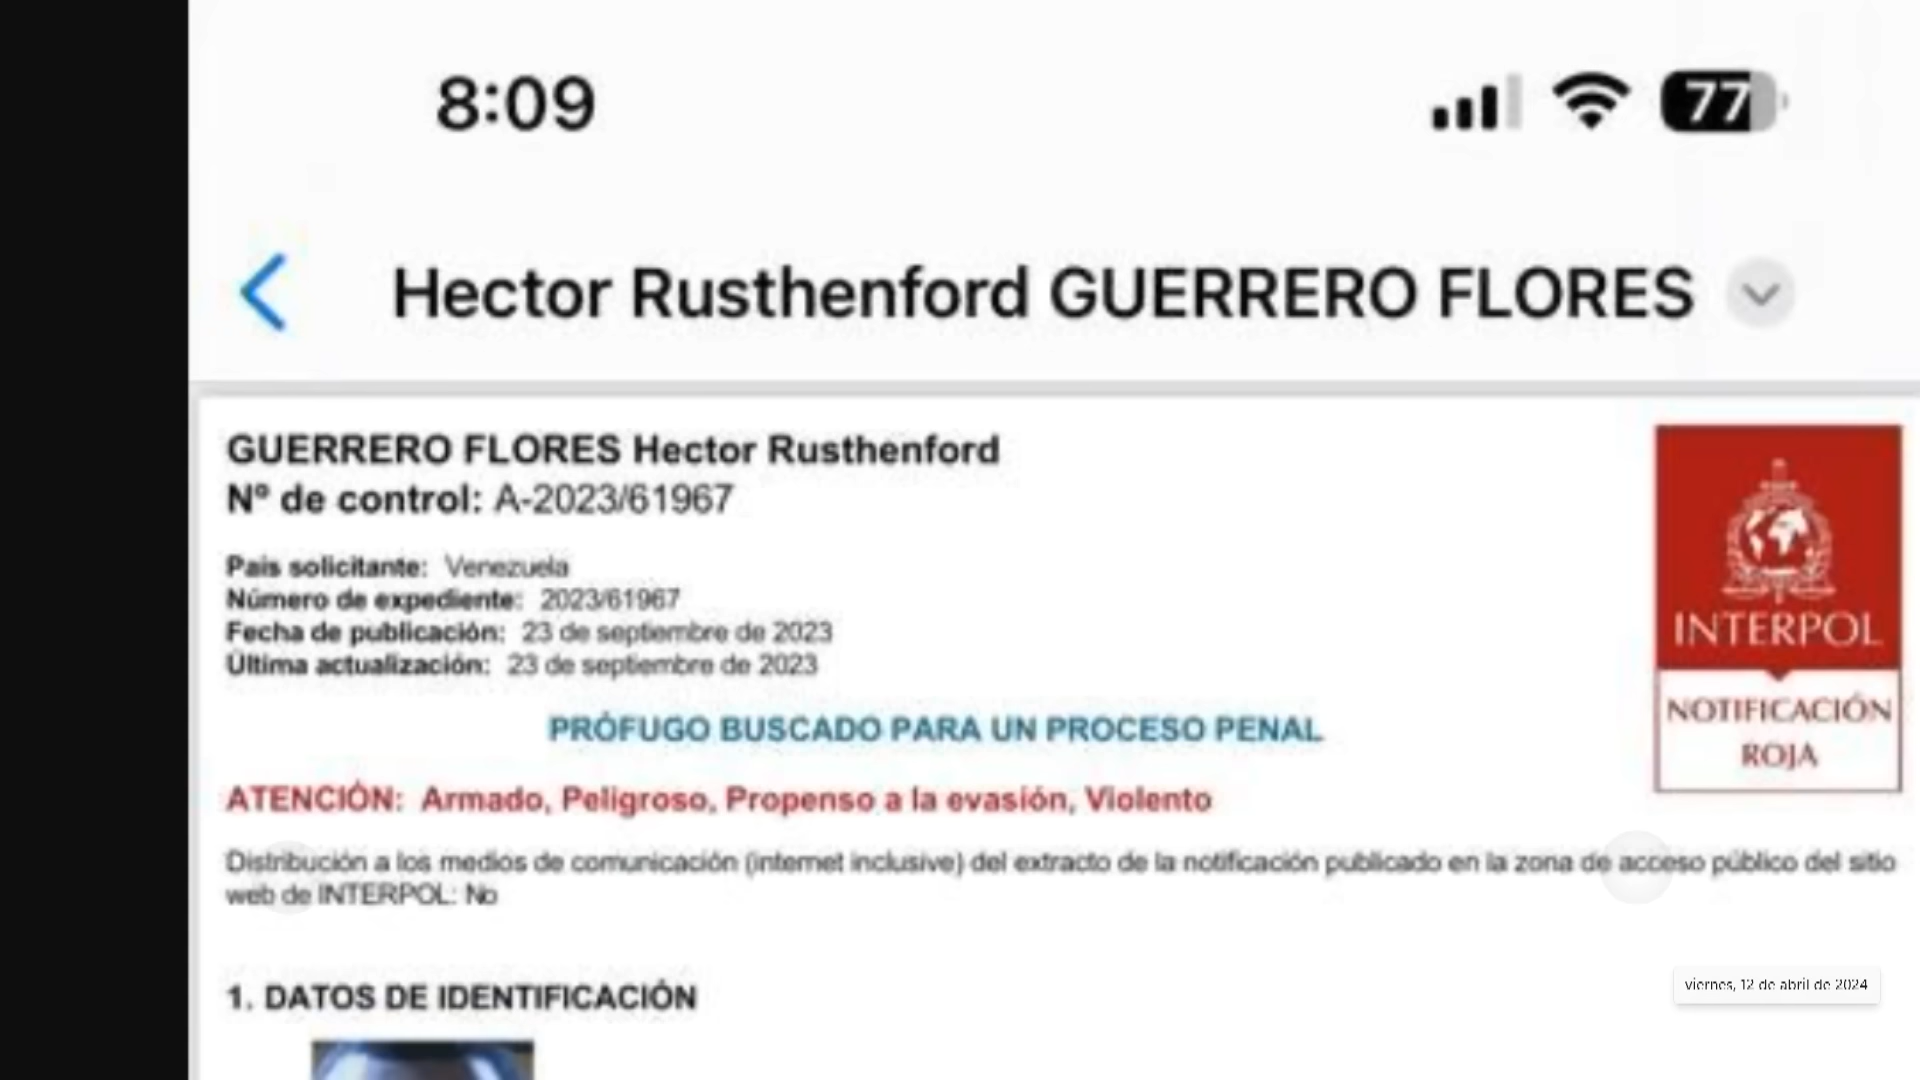 8:09
77
Hector Rusthenford GUERRERO FLORES
GUERRERO FLORES Hector Rusthenford
Nº de control: A-2023/61967
País solicitante: Venezuela
Número de expediente: 2023/61967
Fecha de publicación: 23 de septiembre de 2023
Última actualización: 23 de septiembre de 2023
INTERPOL
NOTIFICACIÓN
ROJA
PRÓFUGO BUSCADO PARA UN PROCESO PENAL
ATENCIÓN: Armado, Peligroso, Propenso a la evasión, Violento
Distribución a los medios de comunicación (internet inclusive) del extracto de la notificación publicado en la zona de acceso público del sitio
web de INTERPOL: No
viernes, 12 de abril de 2024
1. DATOS DE IDENTIFICACIÓN